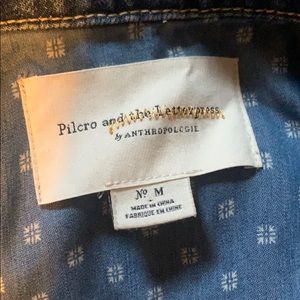 Pilcro and the Letterpress
by ANTHROPOLOGIE
Nº M
MADE IN CHINA
FABRIQUÉ EN CHINE